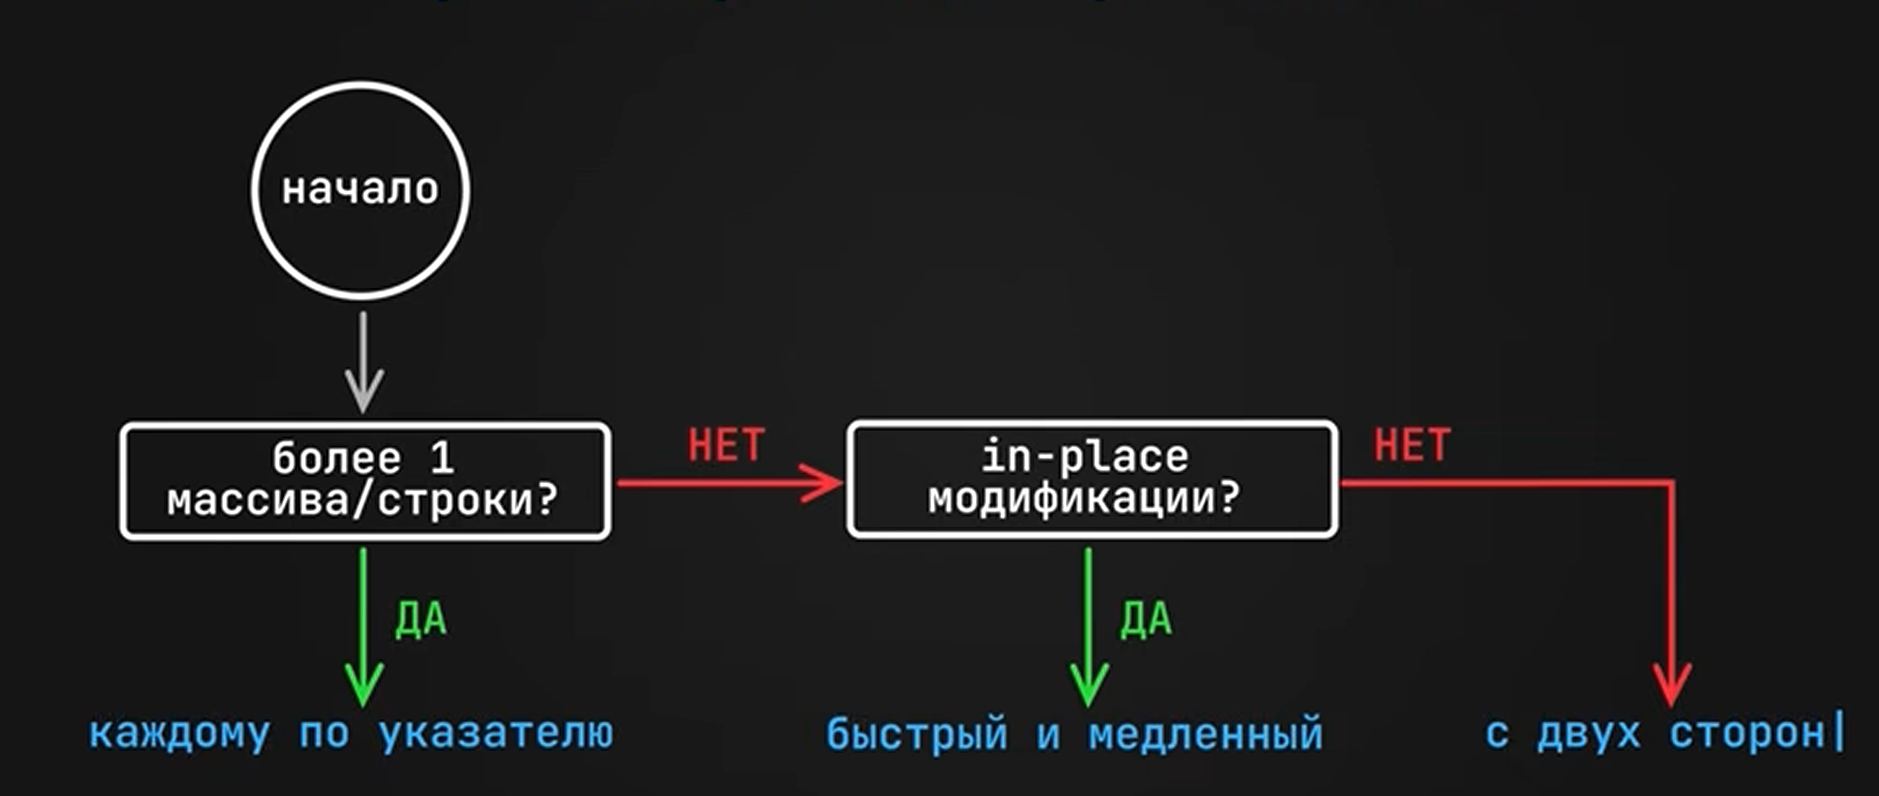 начало
более 1
массива/строки?
НЕТ
in-place
модификации?
НЕТ
ДА
ДА
каждому по указателю
быстрый и медленный
с двух сторон|